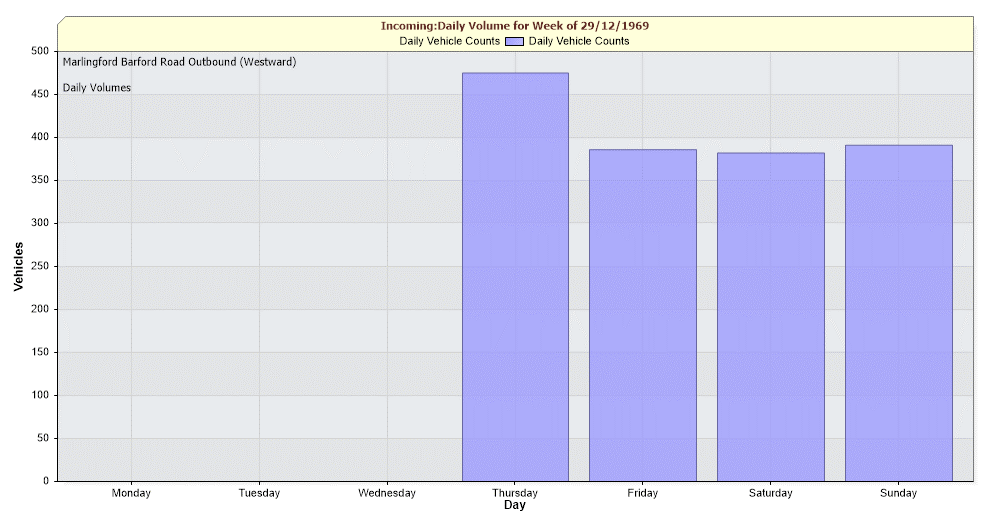 Incoming:Daily Volume for Week of 29/12/1969
Daily Vehicle Counts Daily Vehicle Counts
Marlingford Barford Road Outbound (Westward)
Daily Volumes
500
450
400
350
300
250
200
150
100
50
0
Vehicles
Monday Tuesday Wednesday Thursday Friday Saturday Sunday
Day